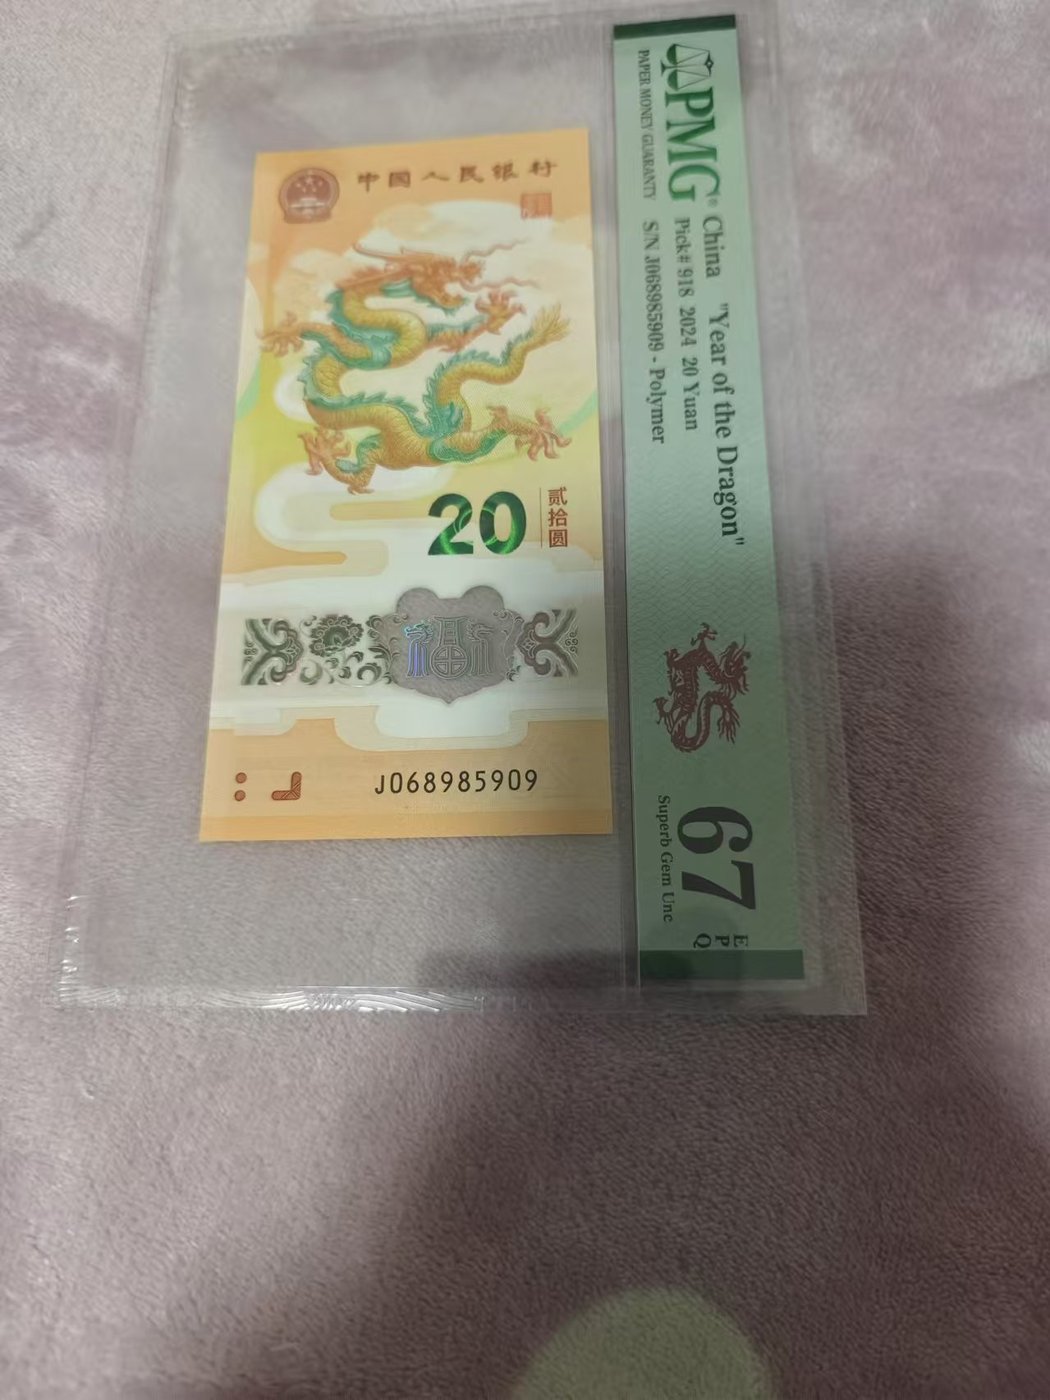 中国人民银行
20
贰拾圆
福
J068985909
PMG®
PAPER MONEY GUARANTY
China "Year of the Dragon"
Pick# 918 2024 20 Yuan
S/N J068985909 - Polymer
67
EPQ
Superb Gem Unc